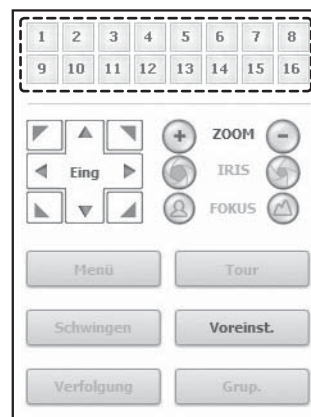 1 2 3 4 5 6 7 8
9 10 11 12 13 14 15 16
ZOOM
Eing IRIS
FOKUS
Menü Tour
Schwingen Voreinst.
Verfolgung Grup.